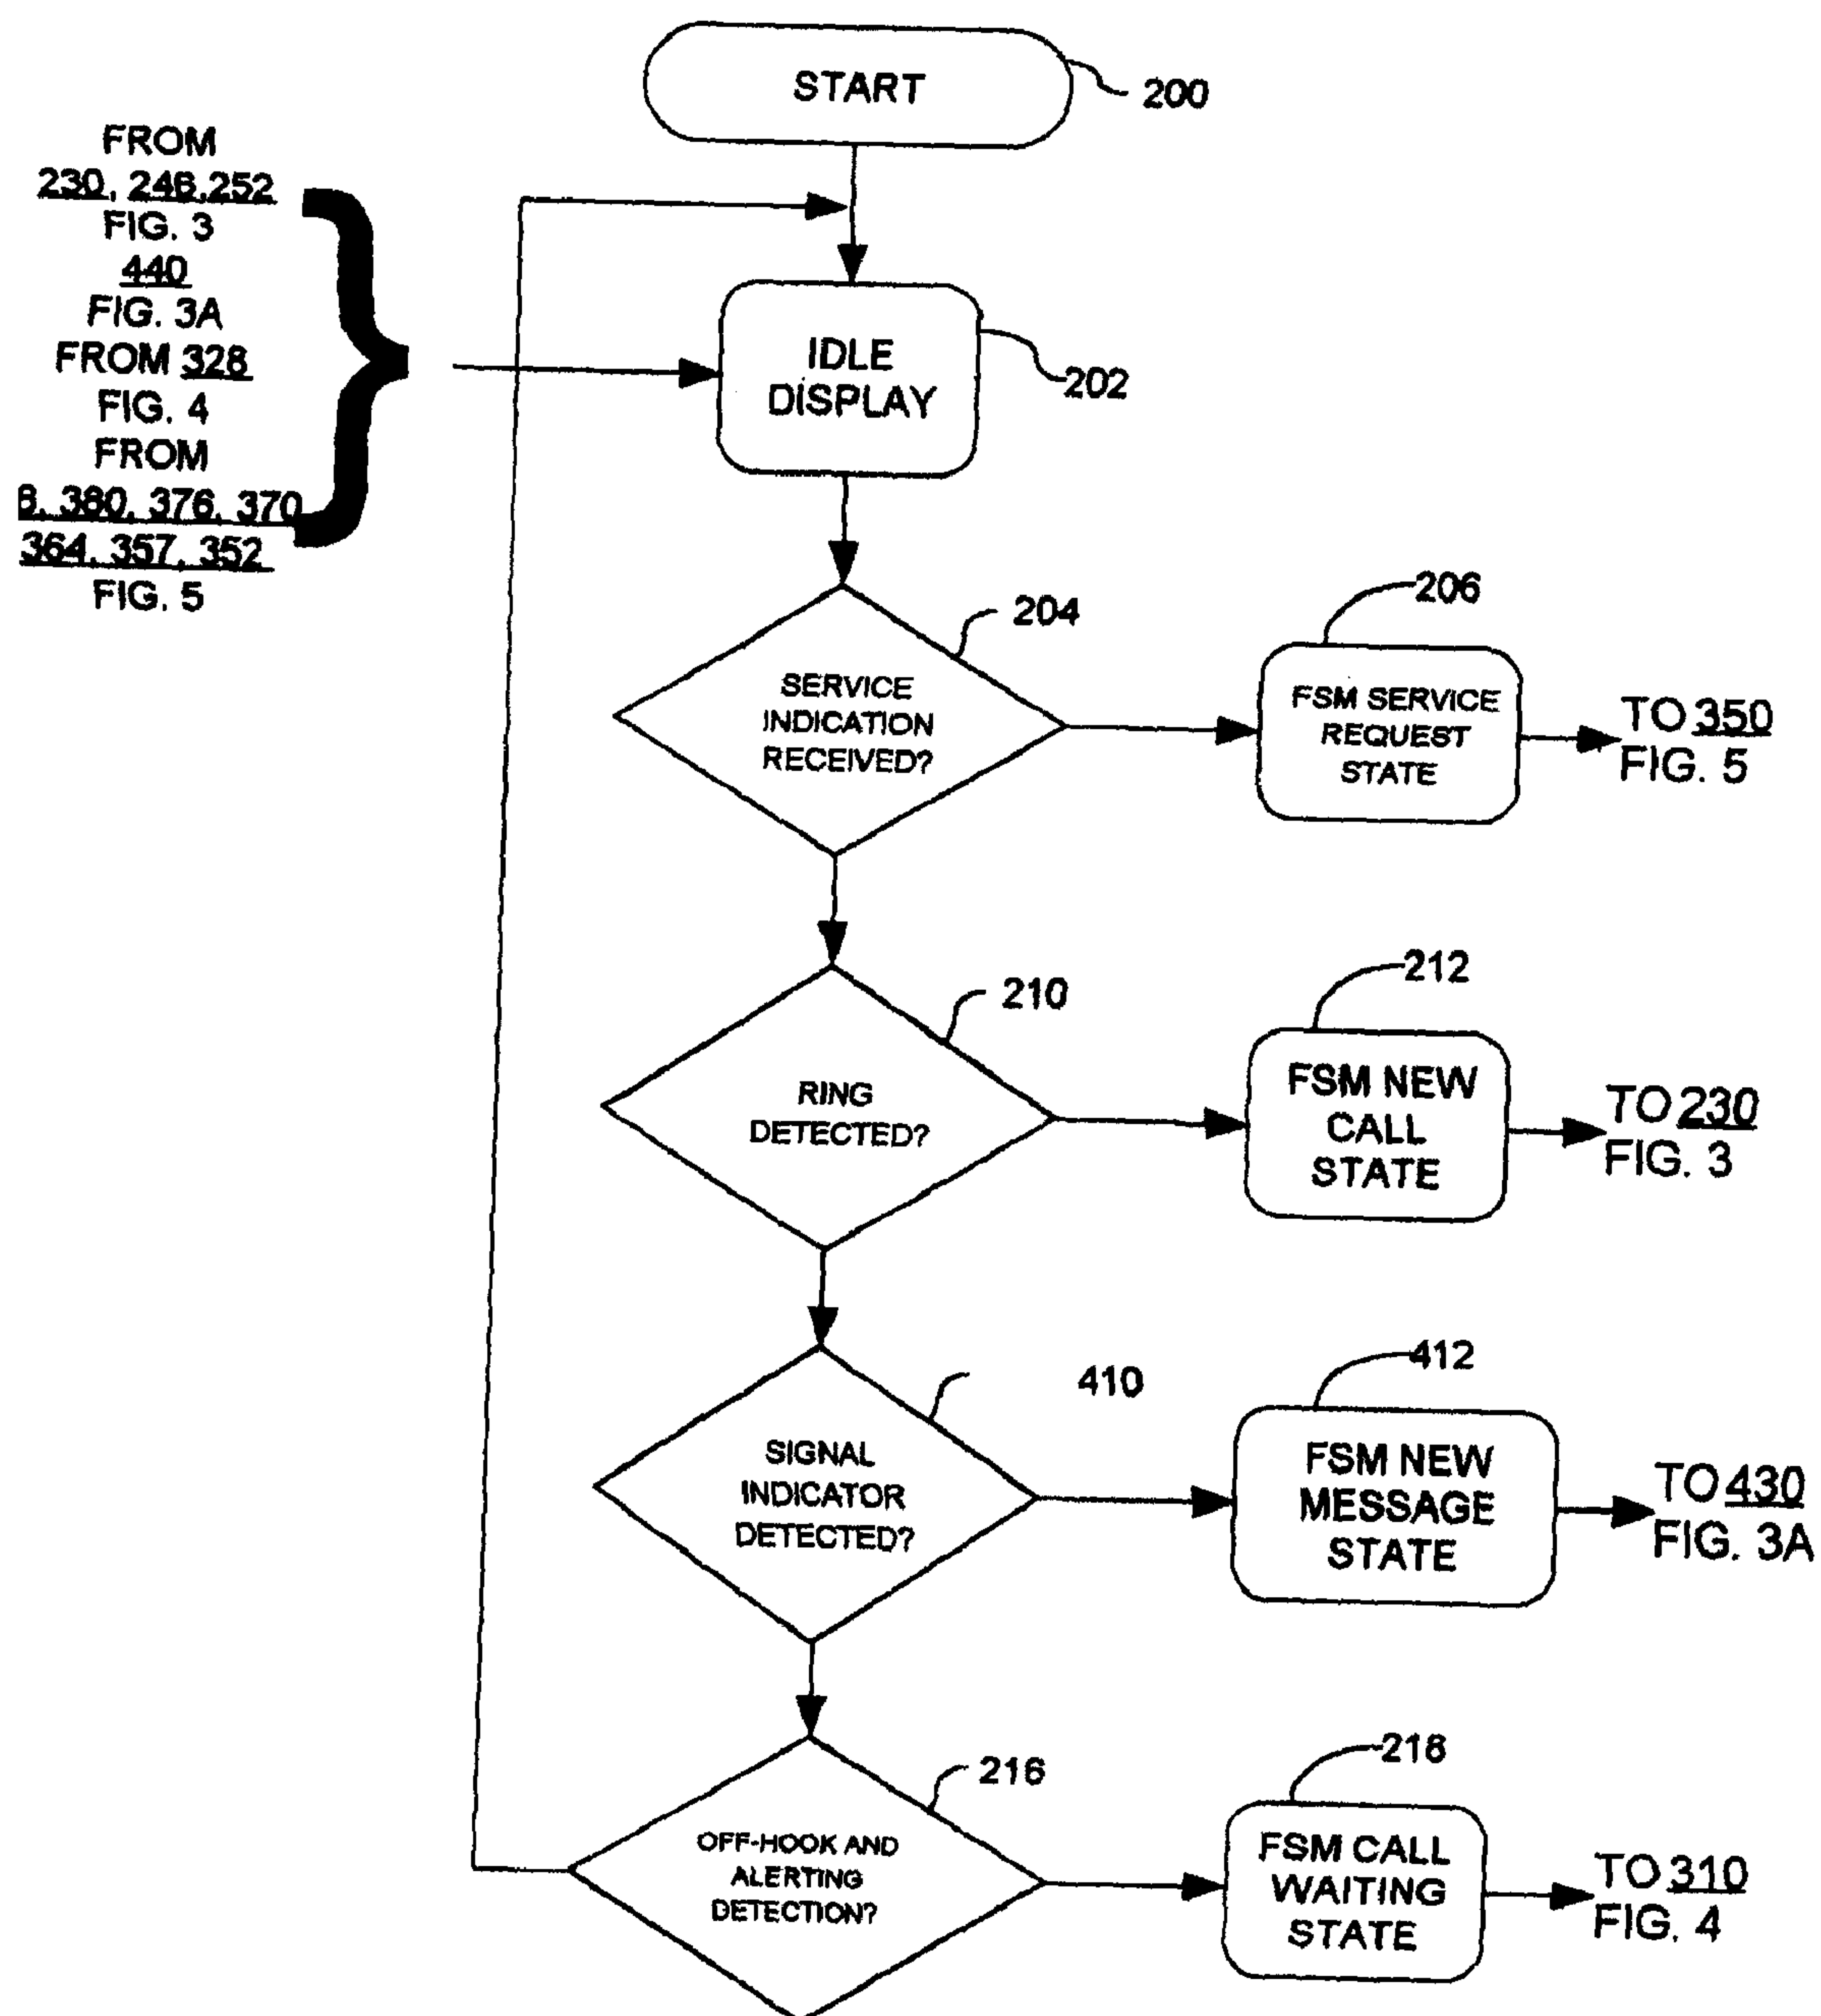 START
200
FROM
230, 246, 252
FIG. 3
440
FIG. 3A
FROM 328
FIG. 4
FROM
380, 376, 370
364, 357, 352
FIG. 5
IDLE
DISPLAY
202
204
SERVICE
INDICATION
RECEIVED?
206
FSM SERVICE
REQUEST
STATE
TO 350
FIG. 5
210
RING
DETECTED?
212
FSM NEW
CALL
STATE
TO 230
FIG. 3
410
SIGNAL
INDICATOR
DETECTED?
412
FSM NEW
MESSAGE
STATE
TO 430
FIG. 3A
216
OFF-HOOK AND
ALERTING
DETECTION?
218
FSM CALL
WAITING
STATE
TO 310
FIG. 4